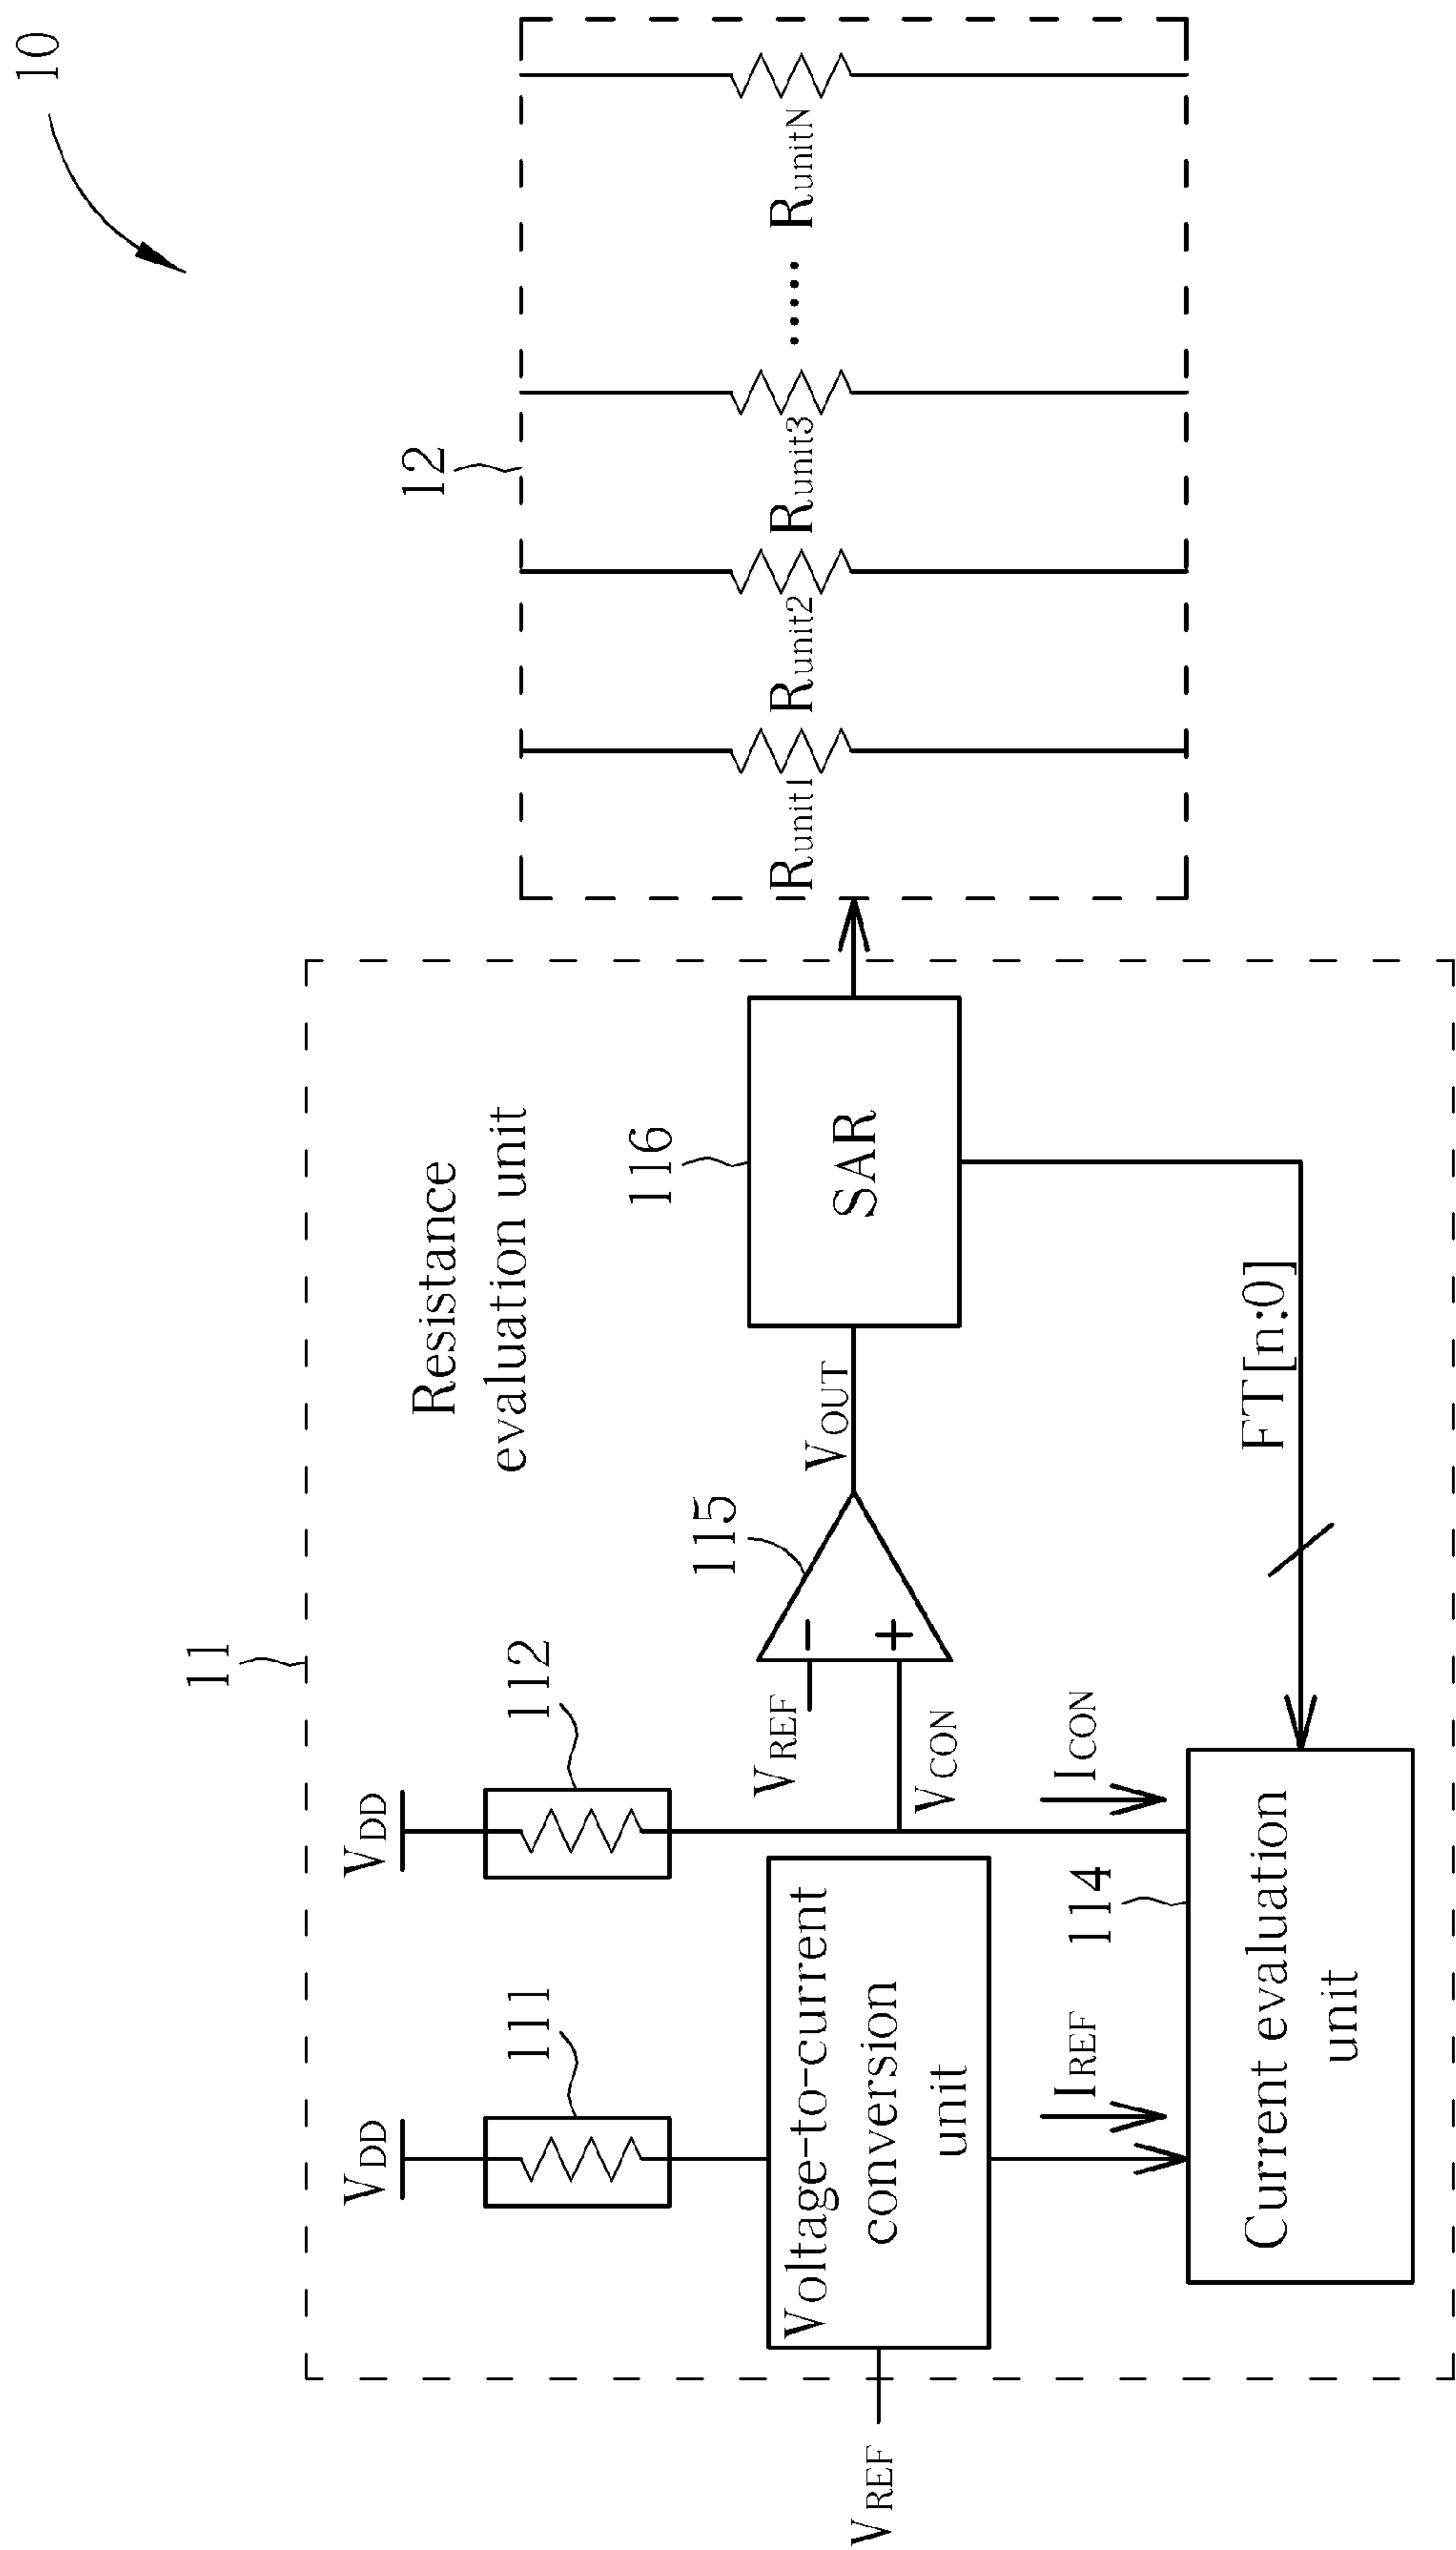 10
11
12
Resistance
evaluation unit
VDD
111
VDD
112
115
116
VREF
VREF
Voltage-to-current
conversion
unit
VCON
VOUT
SAR
Runit1
Runit2
Runit3
.....
RunitN
IREF
114
ICON
FT[n:0]
Current evaluation
unit
−
+